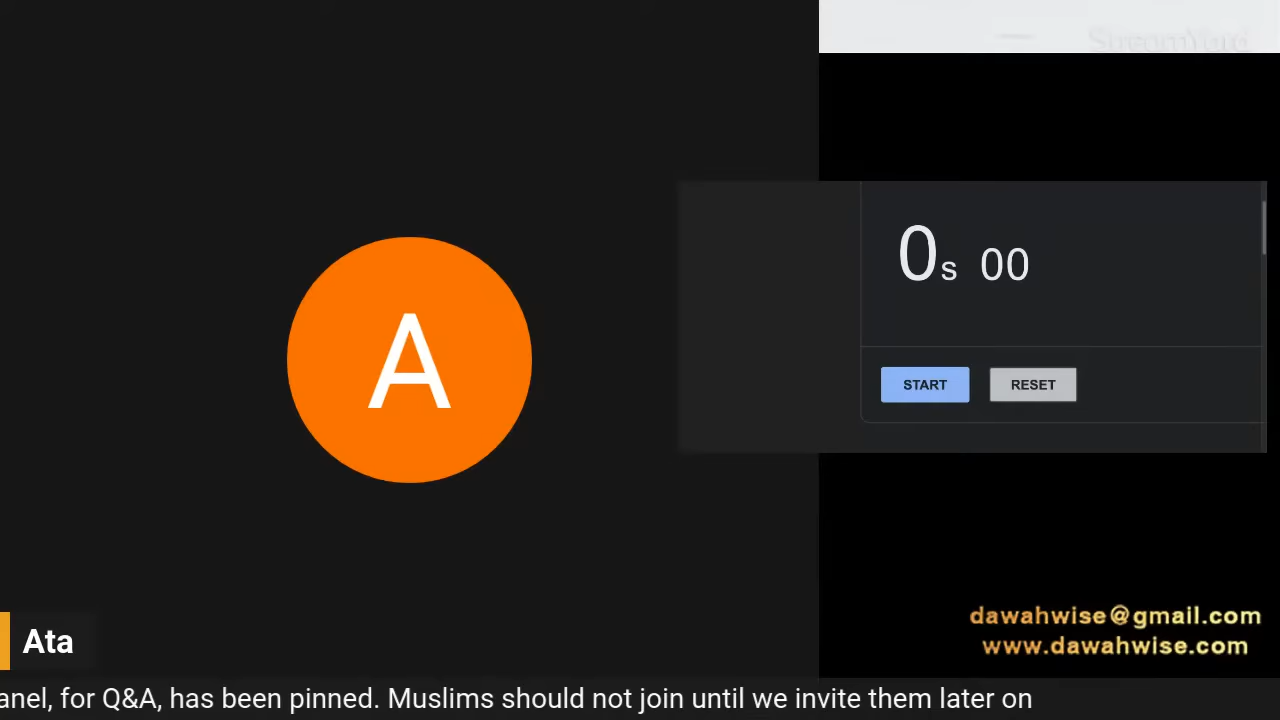 StreamYard
0s 00
START RESET
A
dawahwise@gmail.com
www.dawahwise.com
Ata
anel, for Q&A, has been pinned. Muslims should not join until we invite them later on